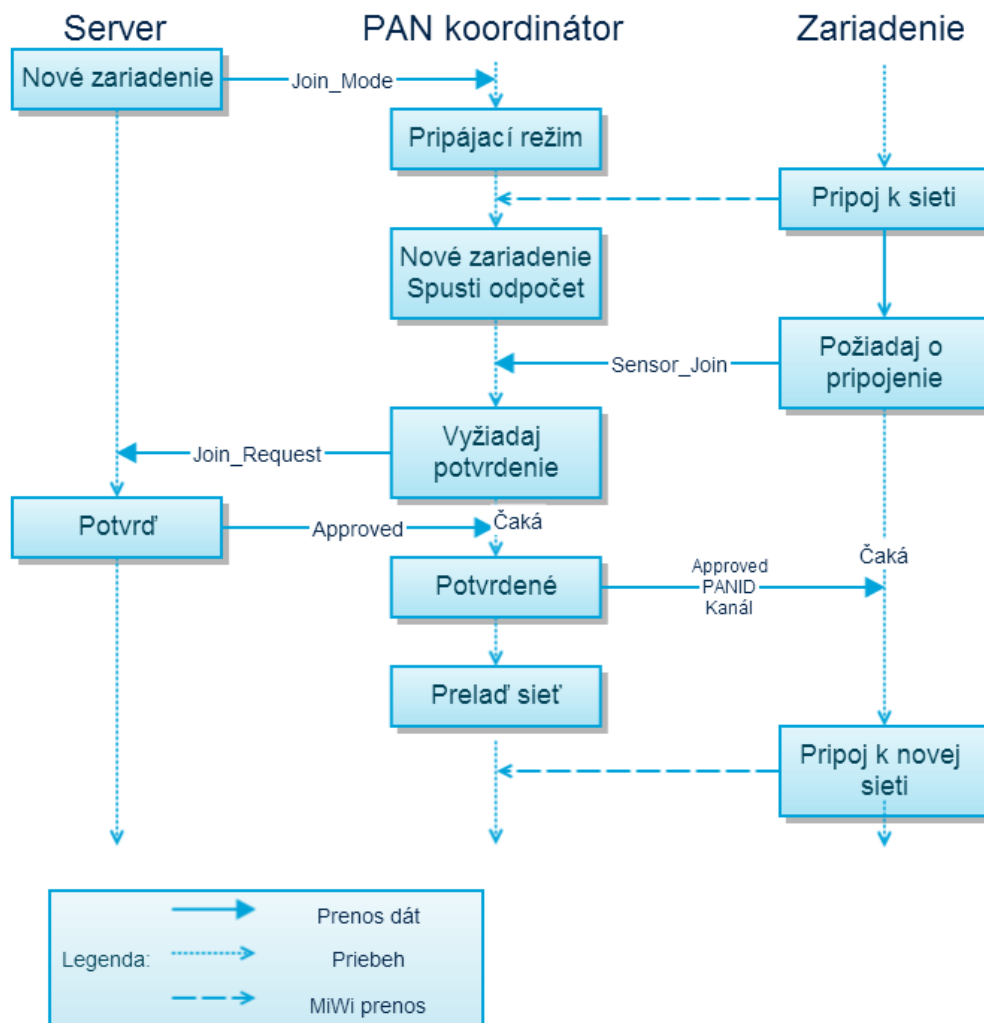 Server
PAN koordinátor
Zariadenie
Nové zariadenie
Join_Mode
Pripájací režim
Pripoj k sieti
Nové zariadenie
Spusti odpočet
Sensor_Join
Požiadaj o
pripojenie
Join_Request
Vyžiadaj
potvrdenie
Potvrď
Approved
Čaká
Čaká
Potvrdené
Approved
PANID
Kanál
Prelaď sieť
Pripoj k novej
sieti
Legenda:
Prenos dát
Priebeh
MiWi prenos